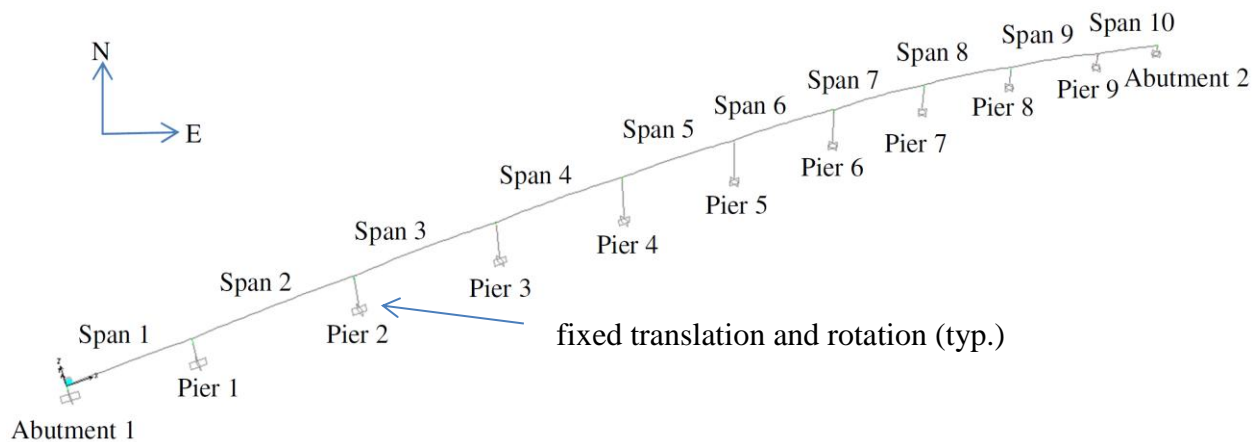 N
E
Span 1
Span 2
Span 3
Span 4
Span 5
Span 6
Span 7
Span 8
Span 9
Span 10
Abutment 1
Pier 1
Pier 2
Pier 3
Pier 4
Pier 5
Pier 6
Pier 7
Pier 8
Pier 9
Abutment 2
fixed translation and rotation (typ.)